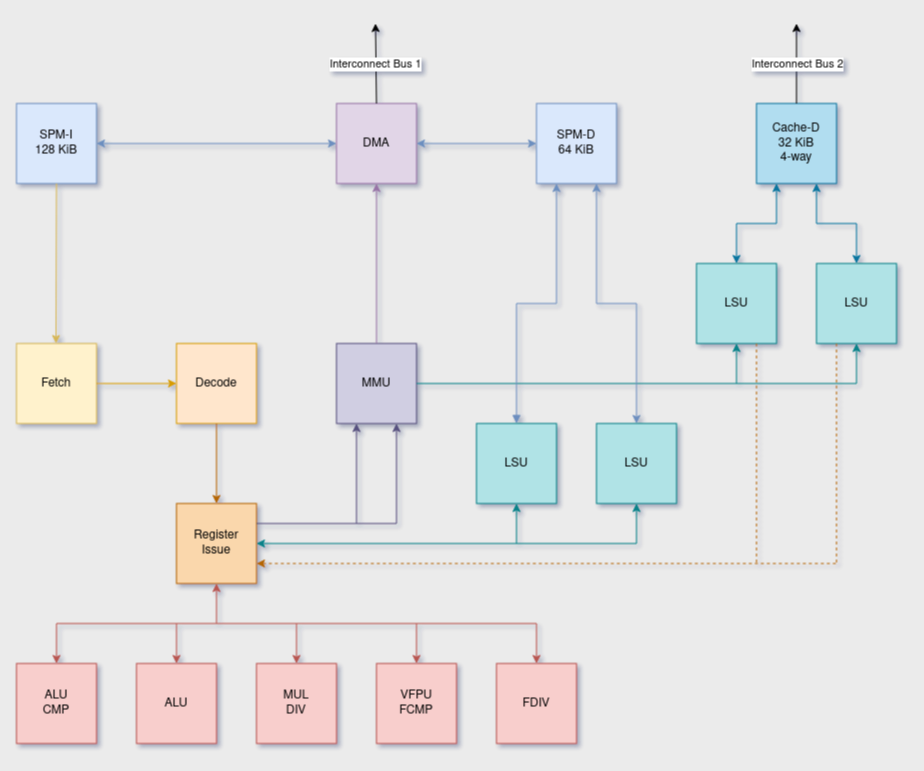 Interconnect Bus 1
Interconnect Bus 2
SPM-I
128 KiB
DMA
SPM-D
64 KiB
Cache-D
32 KiB
4-way
LSU
LSU
Fetch
Decode
MMU
LSU
LSU
Register
Issue
ALU
CMP
ALU
MUL
DIV
VFPU
FCMP
FDIV